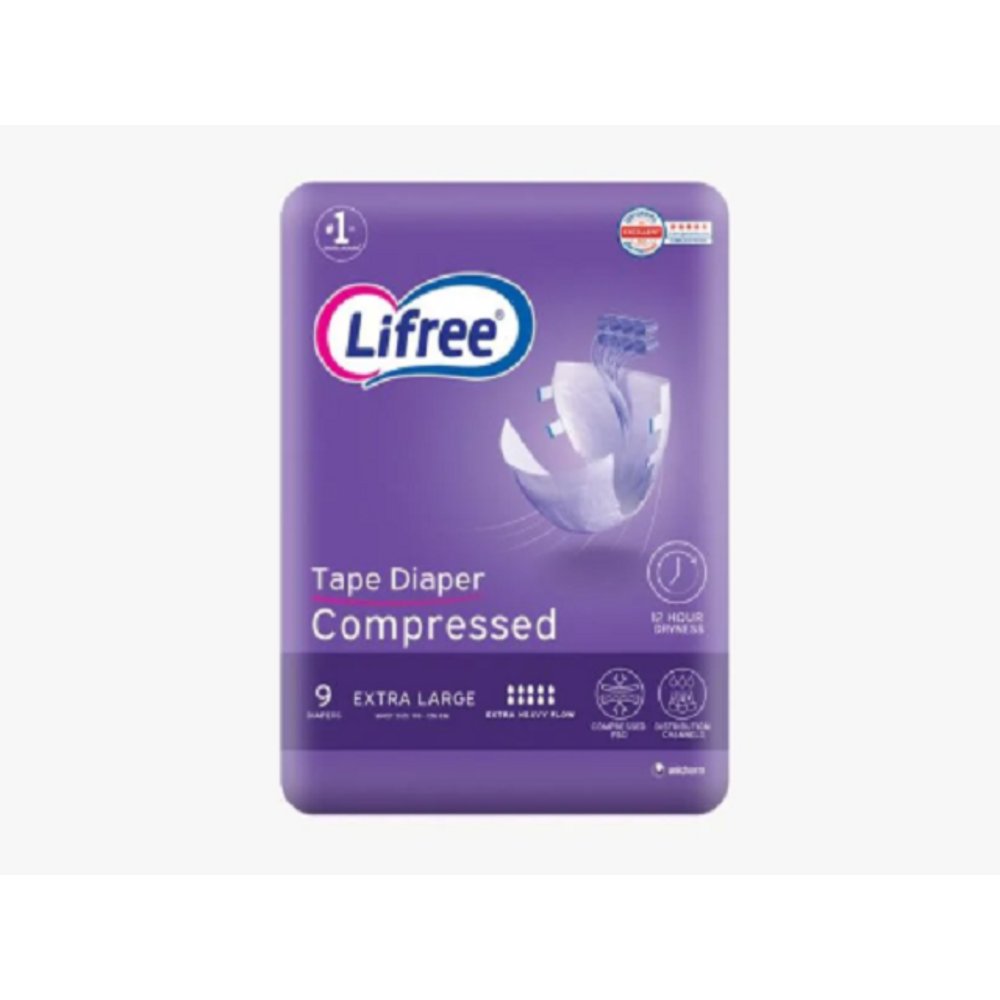 #1
EXCELLENT
Lifree®
Tape Diaper
Compressed
12 HOUR
DRYNESS
9
DIAPERS
EXTRA LARGE
EXTRA HEAVY FLOW
COMPRESSED
PAD
DISTRIBUTION
CHANNELS
unicharm